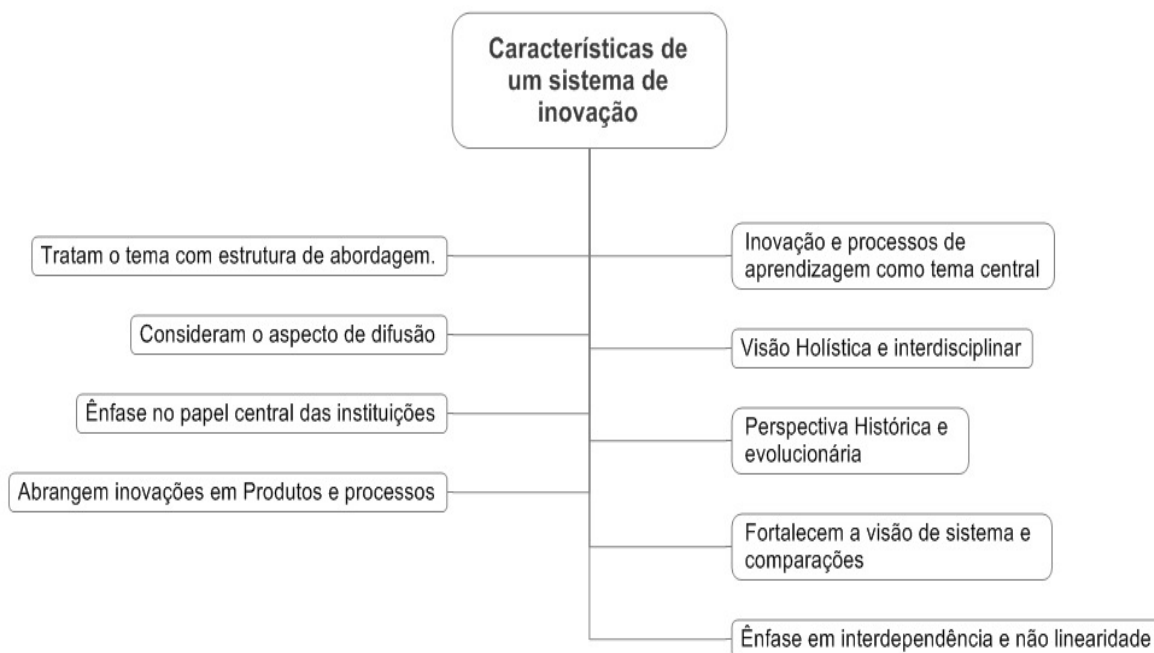 Características de
um sistema de
inovação
Tratam o tema com estrutura de abordagem.
Consideram o aspecto de difusão
Ênfase no papel central das instituições
Abrangem inovações em Produtos e processos
Inovação e processos de
aprendizagem como tema central
Visão Holística e interdisciplinar
Perspectiva Histórica e
evolucionária
Fortalecem a visão de sistema e
comparações
Ênfase em interdependência e não linearidade